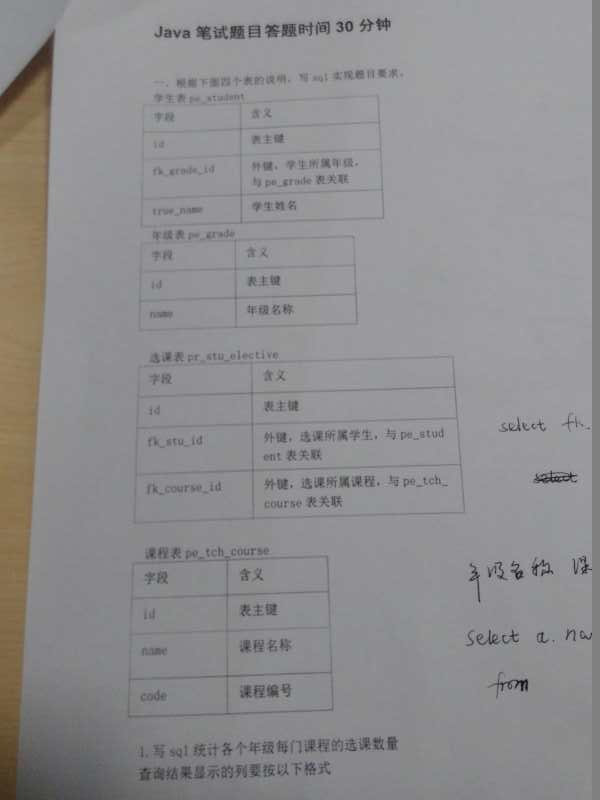 Java 笔试题目答题时间 30 分钟
一、根据下面四个表的说明，写 sql 实现题目要求。
学生表 pe_student
字段 含义
id 表主键
fk_grade_id 外键，学生所属年级，
与 pe_grade 表关联
true_name 学生姓名
年级表 pe_grade
字段 含义
id 表主键
name 年级名称
选课表 pr_stu_elective
字段 含义
id 表主键
fk_stu_id 外键，选课所属学生，与 pe_stud
ent 表关联
fk_course_id 外键，选课所属课程，与 pe_tch_
course 表关联
select fk.
select
课程表 pe_tch_course
字段 含义
id 表主键
name 课程名称
code 课程编号
年级名称 课
select a.na
from
1.写 sql 统计各个年级每门课程的选课数量
查询结果显示的列要按以下格式